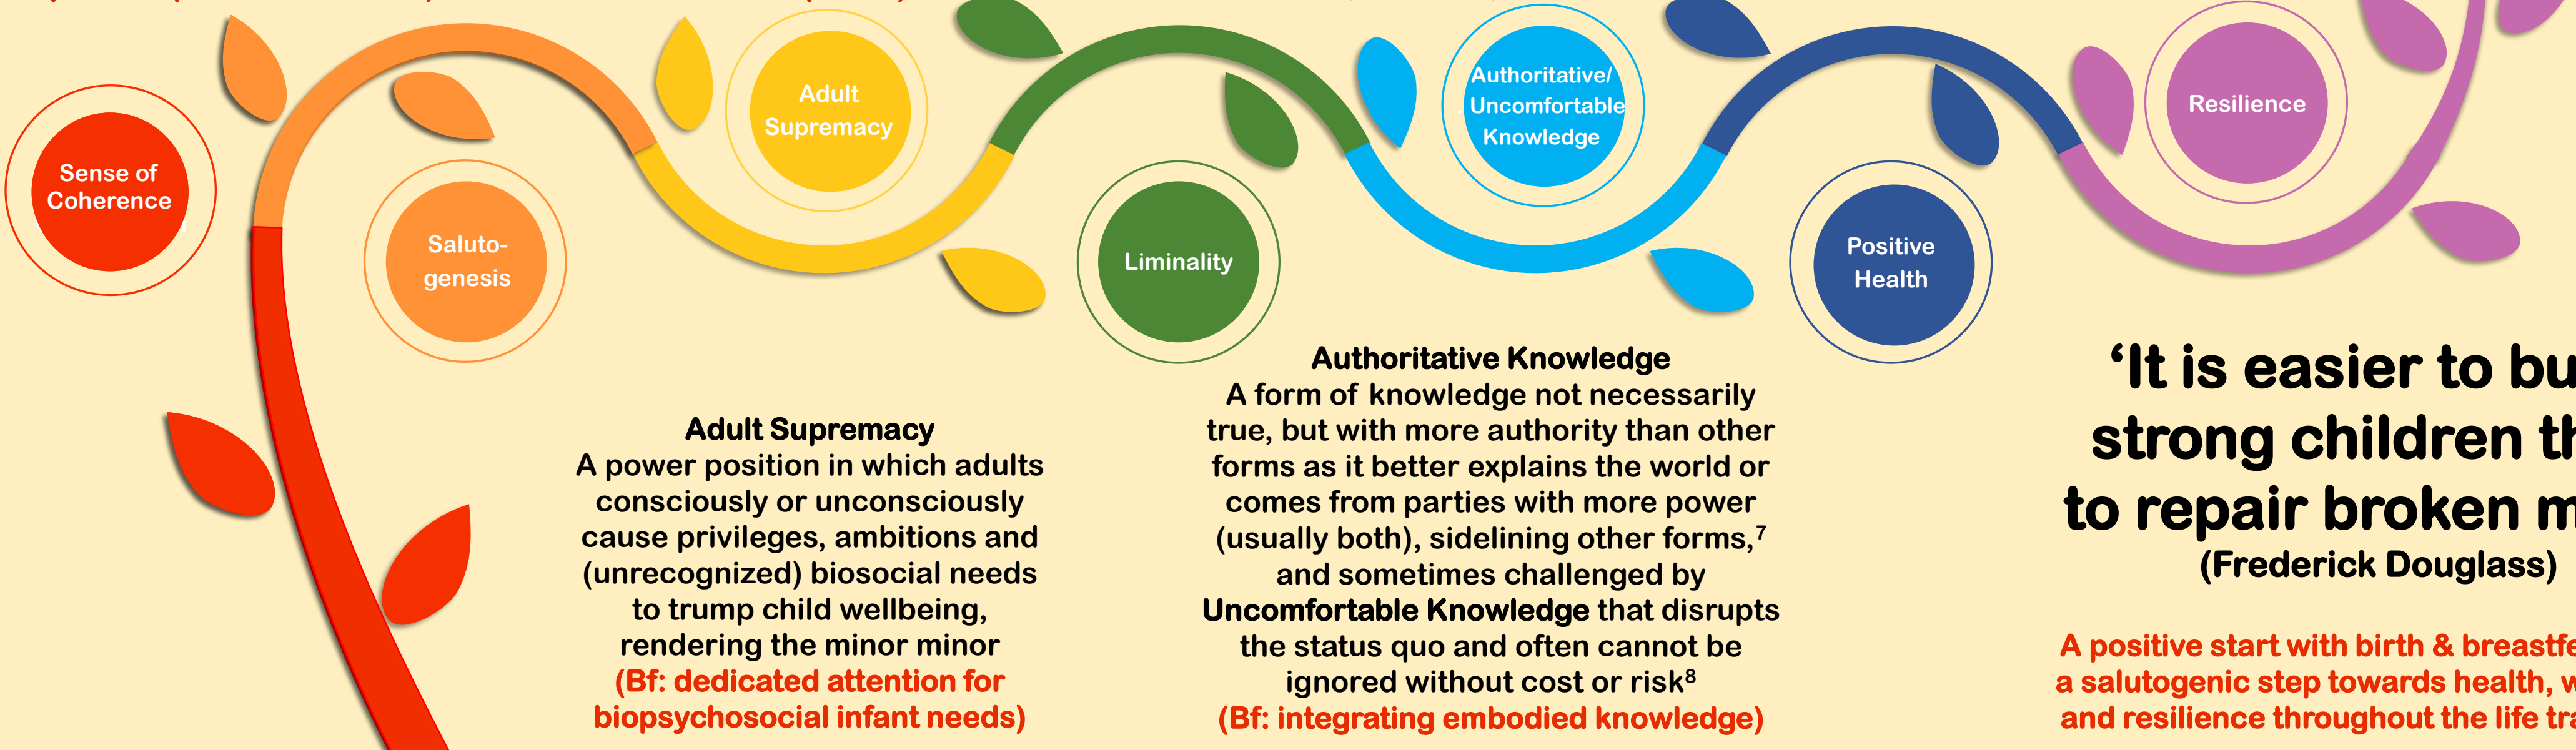 Sense of
Coherence
Saluto-
genesis
Adult
Supremacy
Liminality
Authoritative/
Uncomfortable
Knowledge
Positive
Health
Resilience
Adult Supremacy
A power position in which adults
consciously or unconsciously
cause privileges, ambitions and
(unrecognized) biosocial needs
to trump child wellbeing,
rendering the minor minor
(Bf: dedicated attention for
biopsychosocial infant needs)
Authoritative Knowledge
A form of knowledge not necessarily
true, but with more authority than other
forms as it better explains the world or
comes from parties with more power
(usually both), sidelining other forms,⁷
and sometimes challenged by
Uncomfortable Knowledge that disrupts
the status quo and often cannot be
ignored without cost or risk⁸
(Bf: integrating embodied knowledge)
‘It is easier to bu
strong children th
to repair broken m
(Frederick Douglass)
A positive start with birth & breastfe
a salutogenic step towards health, w
and resilience throughout the life tra